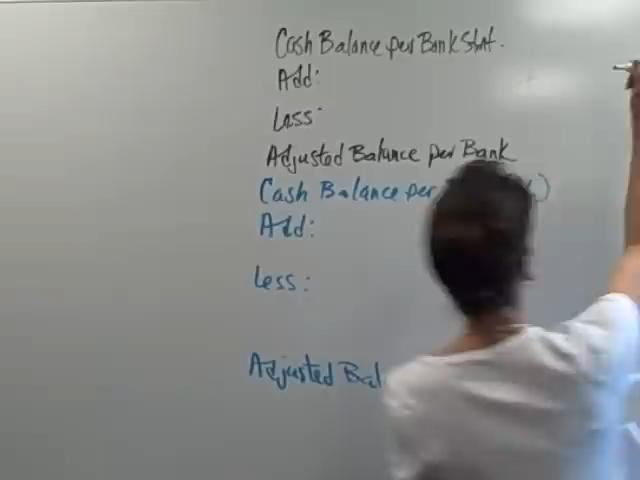 Cash Balance per Bank Stat.
Add:
Less:
Adjusted Balance per Bank
Cash Balance per
Add:
Less:
Adjusted Bal